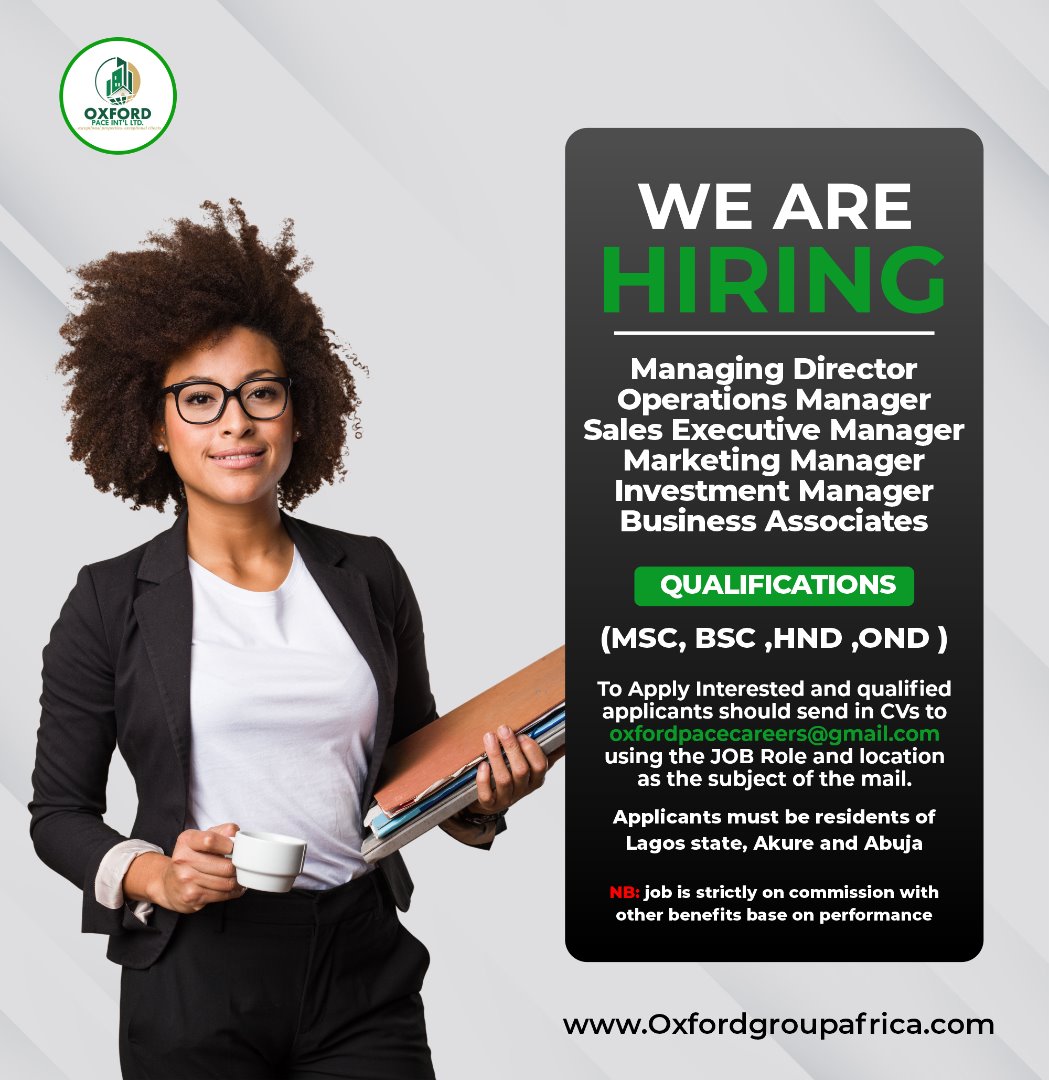 OXFORD
PACE INT'L LTD.
WE ARE
HIRING
Managing Director
Operations Manager
Sales Executive Manager
Marketing Manager
Investment Manager
Business Associates
QUALIFICATIONS
(MSC, BSC ,HND ,OND )
To Apply Interested and qualified
applicants should send in CVs to
oxfordpacecareers@gmail.com
using the JOB Role and location
as the subject of the mail.
Applicants must be residents of
Lagos state, Akure and Abuja
NB: job is strictly on commission with
other benefits base on performance
www.Oxfordgroupafrica.com